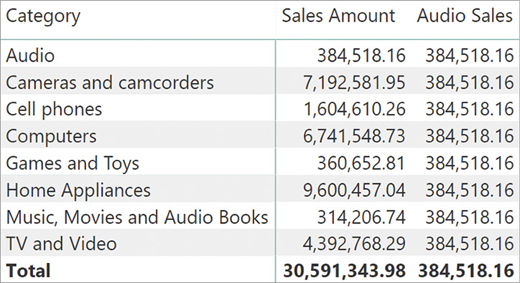 Category Sales Amount Audio Sales
Audio 384,518.16 384,518.16
Cameras and camcorders 7,192,581.95 384,518.16
Cell phones 1,604,610.26 384,518.16
Computers 6,741,548.73 384,518.16
Games and Toys 360,652.81 384,518.16
Home Appliances 9,600,457.04 384,518.16
Music, Movies and Audio Books 314,206.74 384,518.16
TV and Video 4,392,768.29 384,518.16
Total 30,591,343.98 384,518.16